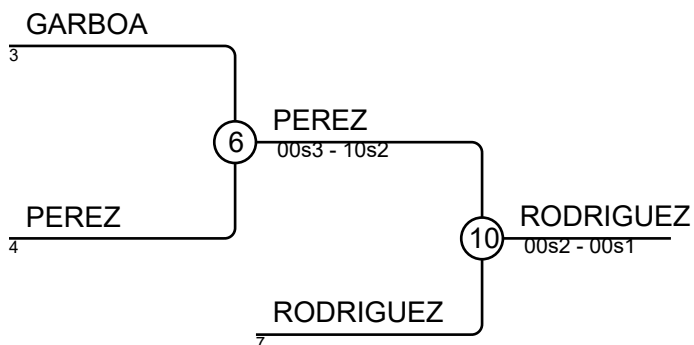 GARBOA
3
6
PEREZ
00s3 - 10s2
PEREZ
4
10
RODRIGUEZ
00s2 - 00s1
RODRIGUEZ
7